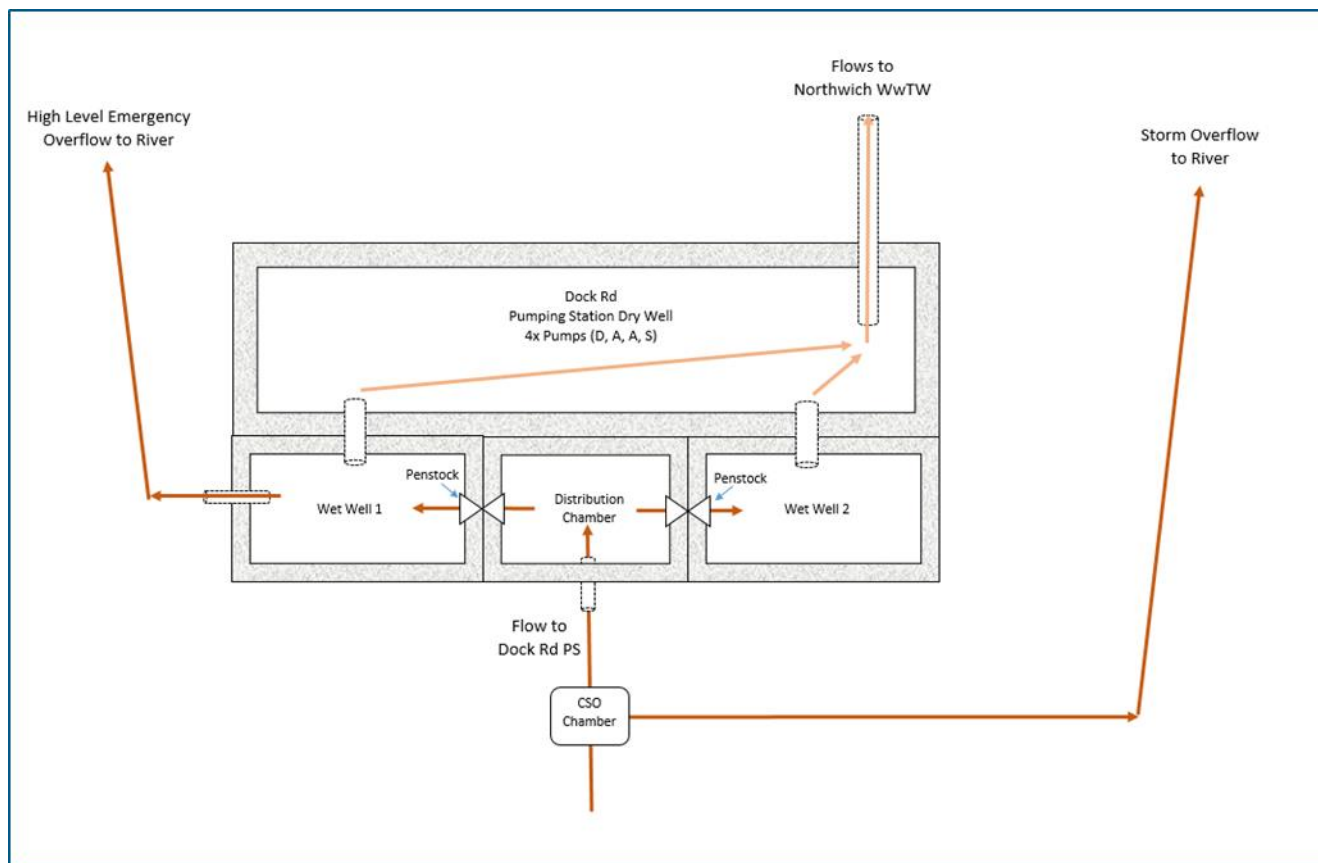 Flows to
Northwich WwTW
High Level Emergency
Overflow to River
Storm Overflow
to River
Dock Rd
Pumping Station Dry Well
4x Pumps (D, A, A, S)
Penstock
Penstock
Wet Well 1
Distribution
Chamber
Wet Well 2
Flow to
Dock Rd PS
CSO
Chamber